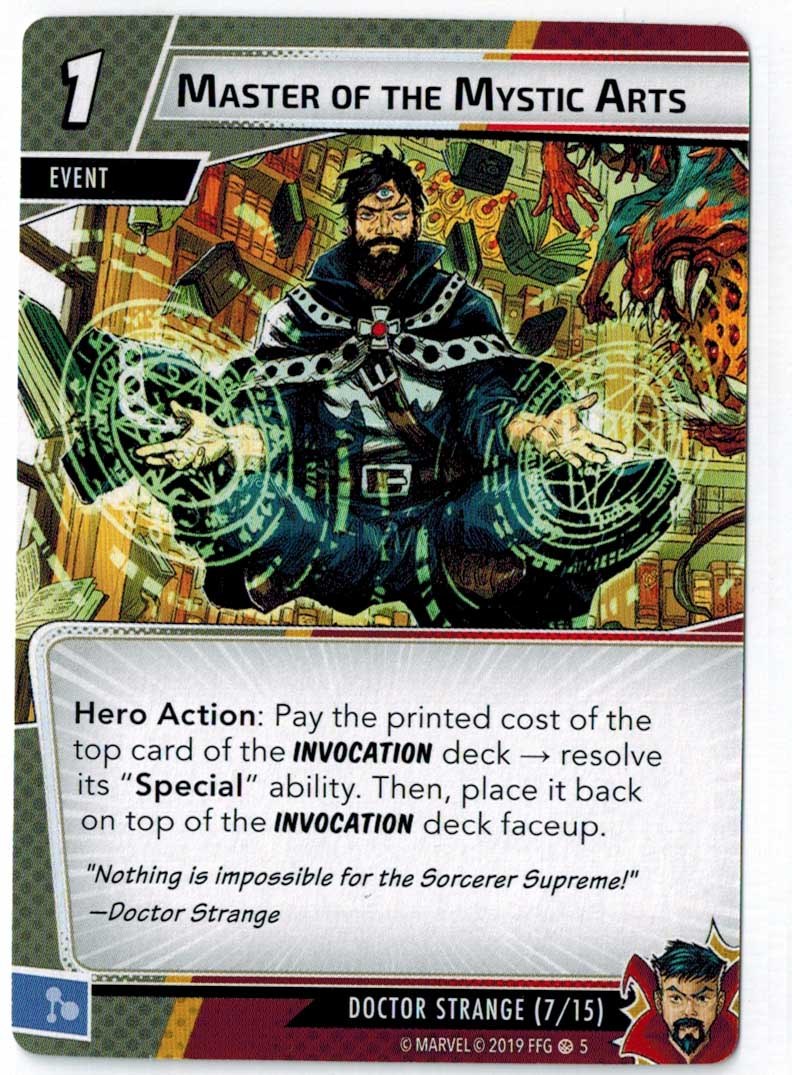 1
MASTER OF THE MYSTIC ARTS
EVENT
Hero Action: Pay the printed cost of the
top card of the INVOCATION deck → resolve
its “Special” ability. Then, place it back
on top of the INVOCATION deck faceup.
"Nothing is impossible for the Sorcerer Supreme!"
—Doctor Strange
DOCTOR STRANGE (7/15)
© MARVEL © 2019 FFG 5